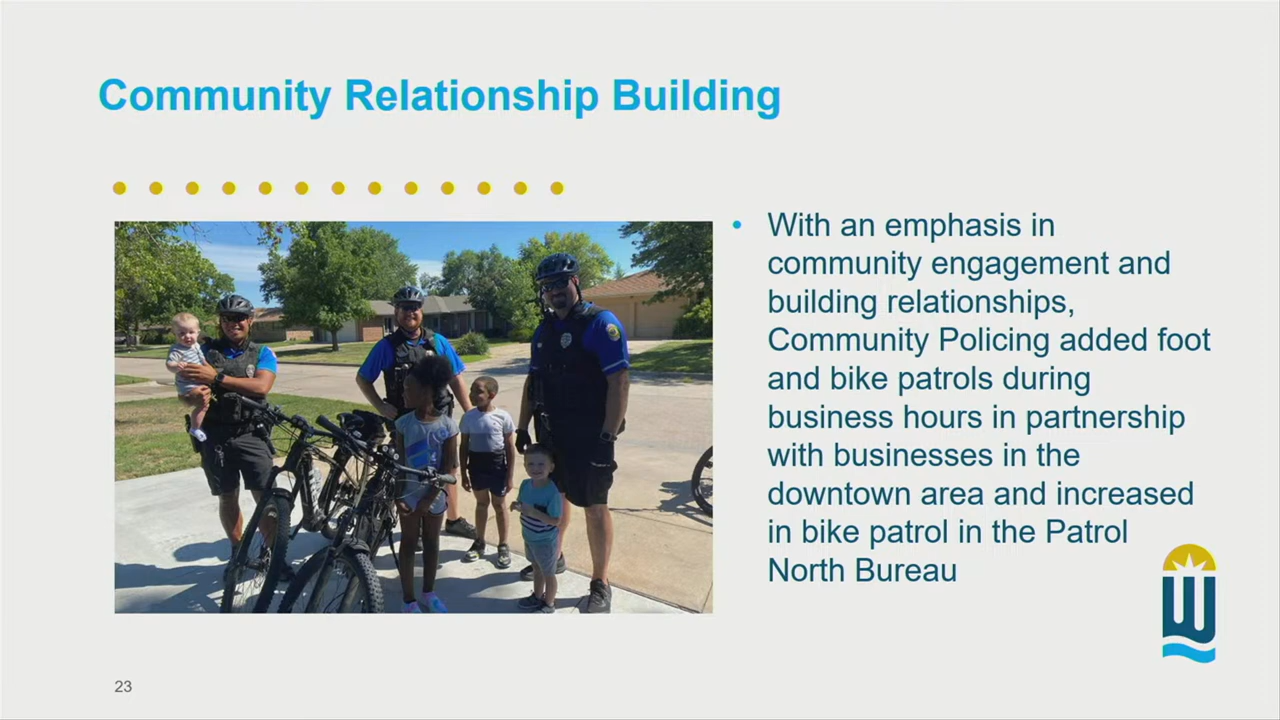 Community Relationship Building
• With an emphasis in
community engagement and
building relationships,
Community Policing added foot
and bike patrols during
business hours in partnership
with businesses in the
downtown area and increased
in bike patrol in the Patrol
North Bureau
W
23